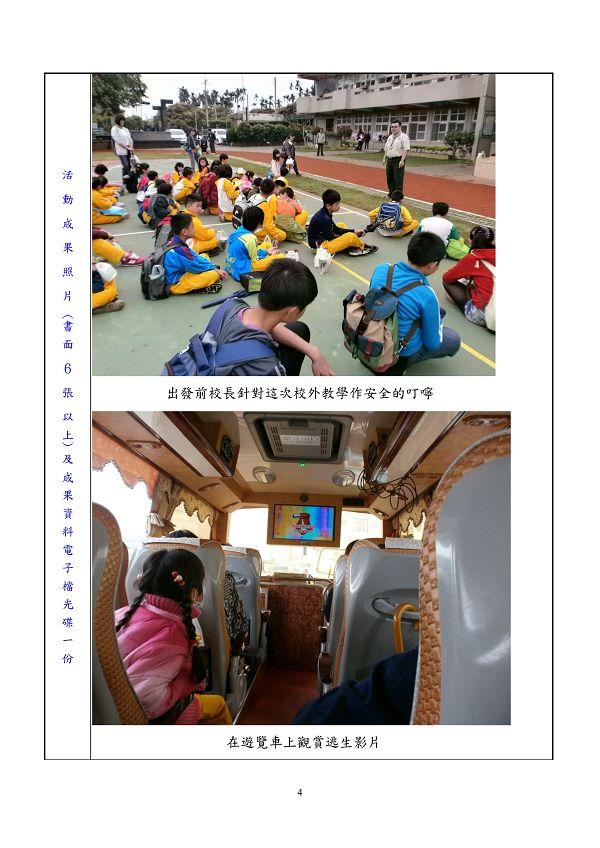 活動成果照片（書面6張以上）及成果資料電子檔光碟一份
出發前校長針對這次校外教學作安全的叮嚀
在遊覽車上觀賞逃生影片
4